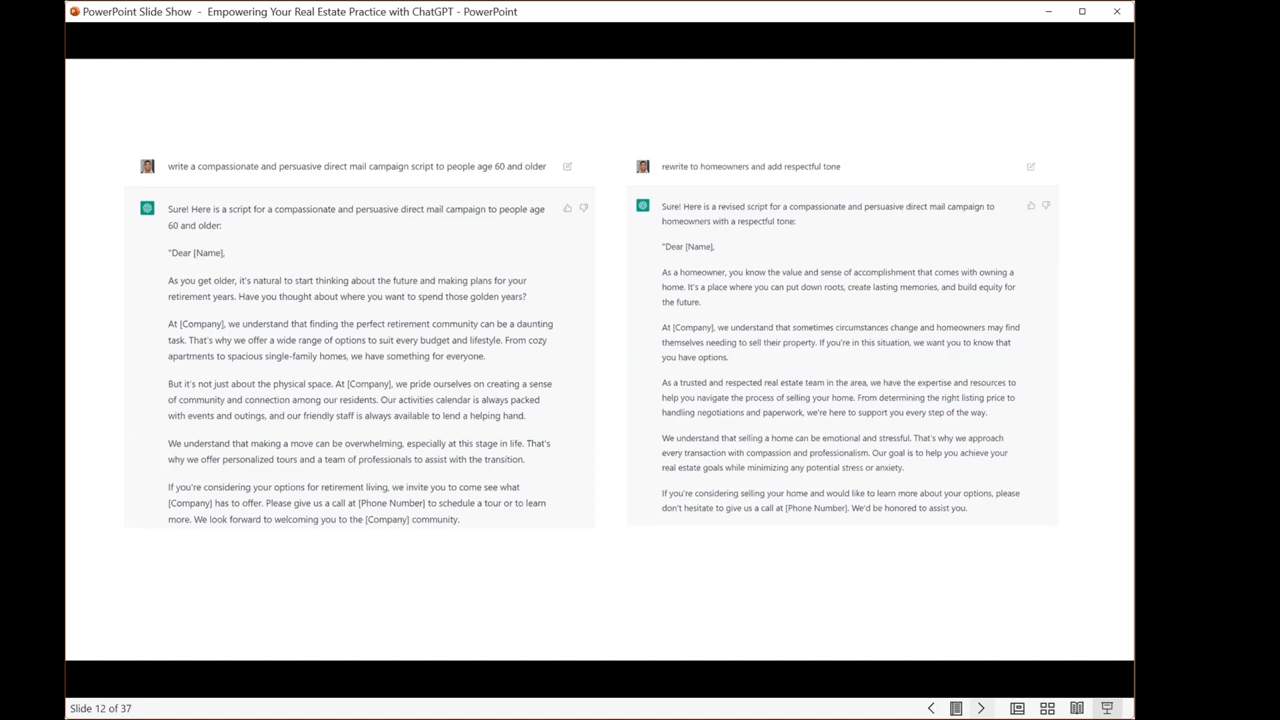 PowerPoint Slide Show - Empowering Your Real Estate Practice with ChatGPT - PowerPoint
write a compassionate and persuasive direct mail campaign script to people age 60 and older
Sure! Here is a script for a compassionate and persuasive direct mail campaign to people age
60 and older:
"Dear [Name],
As you get older, it's natural to start thinking about the future and making plans for your
retirement years. Have you thought about where you want to spend those golden years?
At [Company], we understand that finding the perfect retirement community can be a daunting
task. That's why we offer a wide range of options to suit every budget and lifestyle. From cozy
apartments to spacious single-family homes, we have something for everyone.
But it's not just about the physical space. At [Company], we pride ourselves on creating a sense
of community and connection among our residents. Our activities calendar is always packed
with events and outings, and our friendly staff is always available to lend a helping hand.
We understand that making a move can be overwhelming, especially at this stage in life. That's
why we offer personalized tours and a team of professionals to assist with the transition.
If you're considering your options for retirement living, we invite you to come see what
[Company] has to offer. Please give us a call at [Phone Number] to schedule a tour or to learn
more. We look forward to welcoming you to the [Company] community.
rewrite to homeowners and add respectful tone
Sure! Here is a revised script for a compassionate and persuasive direct mail campaign to
homeowners with a respectful tone:
"Dear [Name],
As a homeowner, you know the value and sense of accomplishment that comes with owning a
home. It's a place where you can put down roots, create lasting memories, and build equity for
the future.
At [Company], we understand that sometimes circumstances change and homeowners may find
themselves needing to sell their property. If you're in this situation, we want you to know that
you have options.
As a trusted and respected real estate team in the area, we have the expertise and resources to
help you navigate the process of selling your home. From determining the right listing price to
handling negotiations and paperwork, we're here to support you every step of the way.
We understand that selling a home can be emotional and stressful. That's why we approach
every transaction with compassion and professionalism. Our goal is to help you achieve your
real estate goals while minimizing any potential stress or anxiety.
If you're considering selling your home and would like to learn more about your options, please
don't hesitate to give us a call at [Phone Number]. We'd be honored to assist you.
Slide 12 of 37